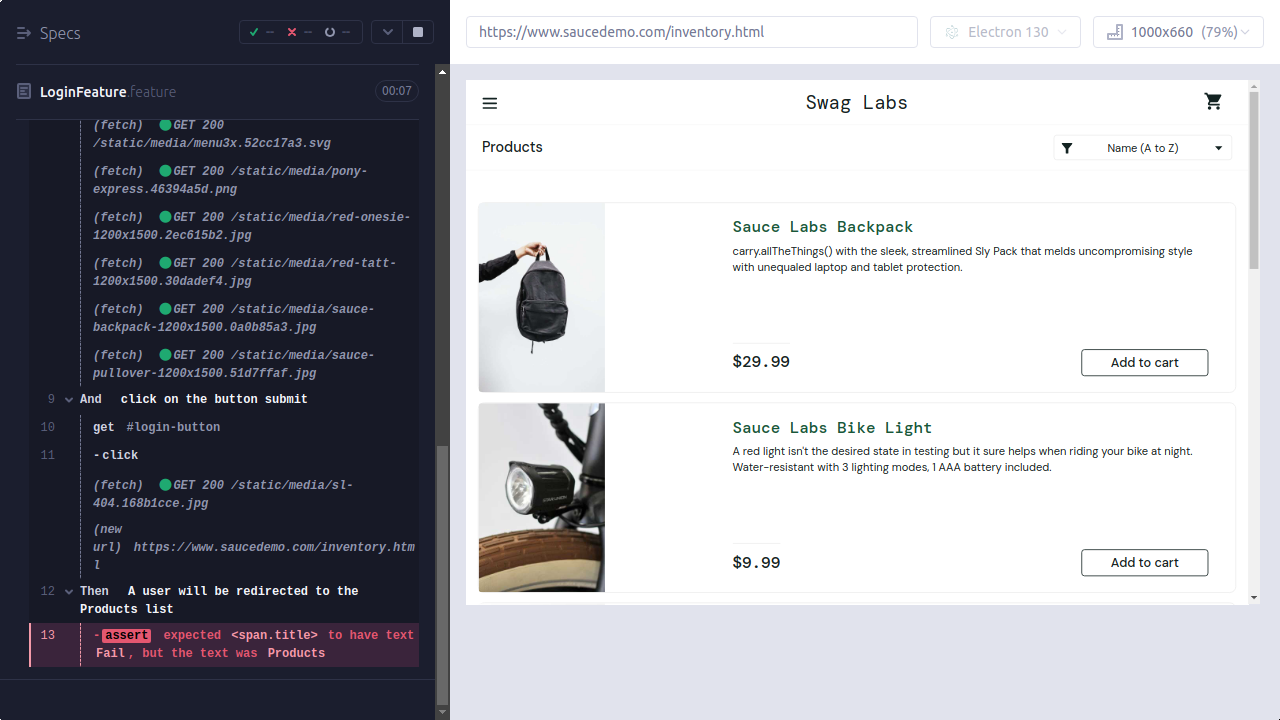 Specs
--
--
--
LoginFeature.feature
00:07
(fetch) GET 200
/static/media/menu3x.52cc17a3.svg
(fetch) GET 200 /static/media/pony-
express.46394a5d.png
(fetch) GET 200 /static/media/red-onesie-
1200x1500.2ec615b2.jpg
(fetch) GET 200 /static/media/red-tatt-
1200x1500.30dadef4.jpg
(fetch) GET 200 /static/media/sauce-
backpack-1200x1500.0a0b85a3.jpg
(fetch) GET 200 /static/media/sauce-
pullover-1200x1500.51d7ffaf.jpg
9 And click on the button submit
10 get #login-button
11 -click
(fetch) GET 200 /static/media/sl-
404.168b1cce.jpg
(new
url) https://www.saucedemo.com/inventory.htm
l
12 Then A user will be redirected to the
Products list
13 -assert expected <span.title> to have text
Fail, but the text was Products
https://www.saucedemo.com/inventory.html
Electron 130
1000x660 (79%)
Swag Labs
Products
Name (A to Z)
Sauce Labs Backpack
carry.allTheThings() with the sleek, streamlined Sly Pack that melds uncompromising style
with unequaled laptop and tablet protection.
$29.99
Add to cart
Sauce Labs Bike Light
A red light isn't the desired state in testing but it sure helps when riding your bike at night.
Water-resistant with 3 lighting modes, 1 AAA battery included.
$9.99
Add to cart